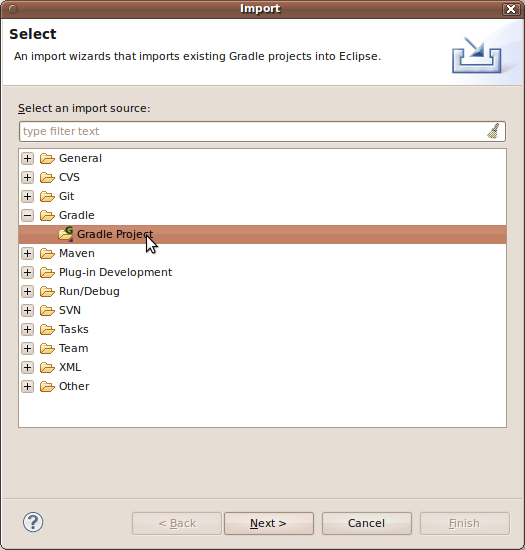 Import
Select
An import wizards that imports existing Gradle projects into Eclipse.
Select an import source:
type filter text
General
CVS
Git
Gradle
Gradle Project
Maven
Plug-in Development
Run/Debug
SVN
Tasks
Team
XML
Other
< Back
Next >
Cancel
Finish